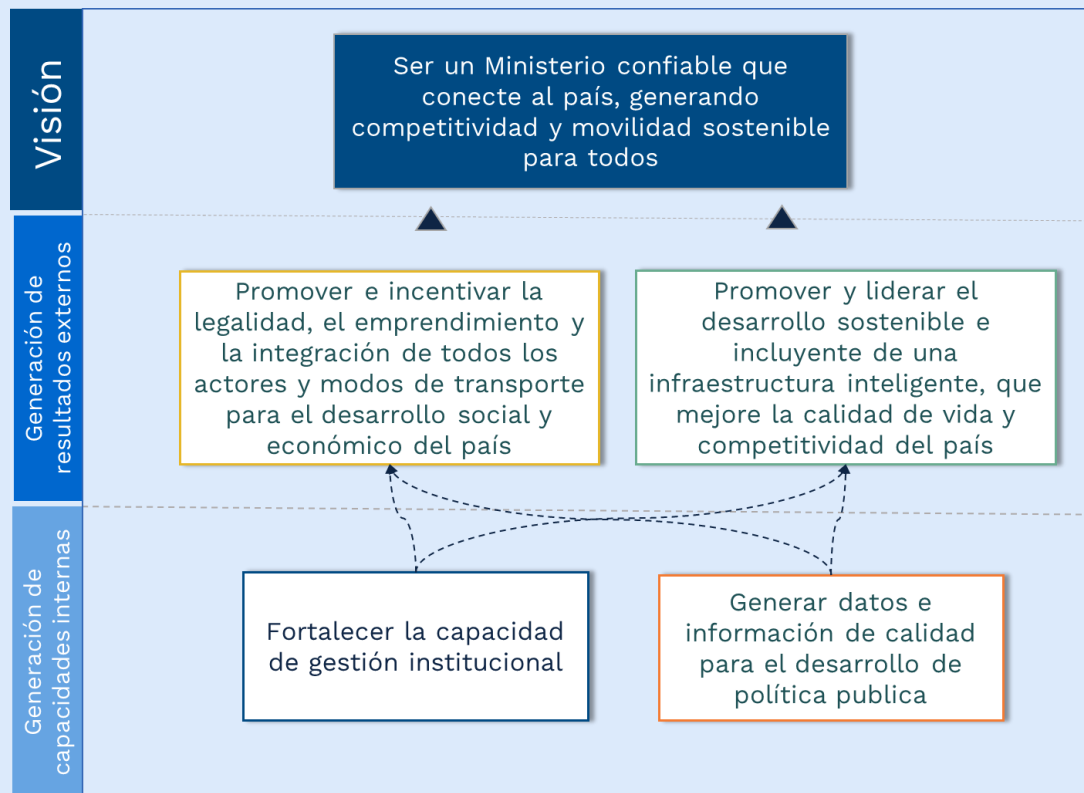 Visión
Ser un Ministerio confiable que
conecte al país, generando
competitividad y movilidad sostenible
para todos
Generación de
resultados externos
Promover e incentivar la
legalidad, el emprendimiento y
la integración de todos los
actores y modos de transporte
para el desarrollo social y
económico del país
Promover y liderar el
desarrollo sostenible e
incluyente de una
infraestructura inteligente, que
mejore la calidad de vida y
competitividad del país
Generación de
capacidades internas
Fortalecer la capacidad
de gestión institucional
Generar datos e
información de calidad
para el desarrollo de
política publica